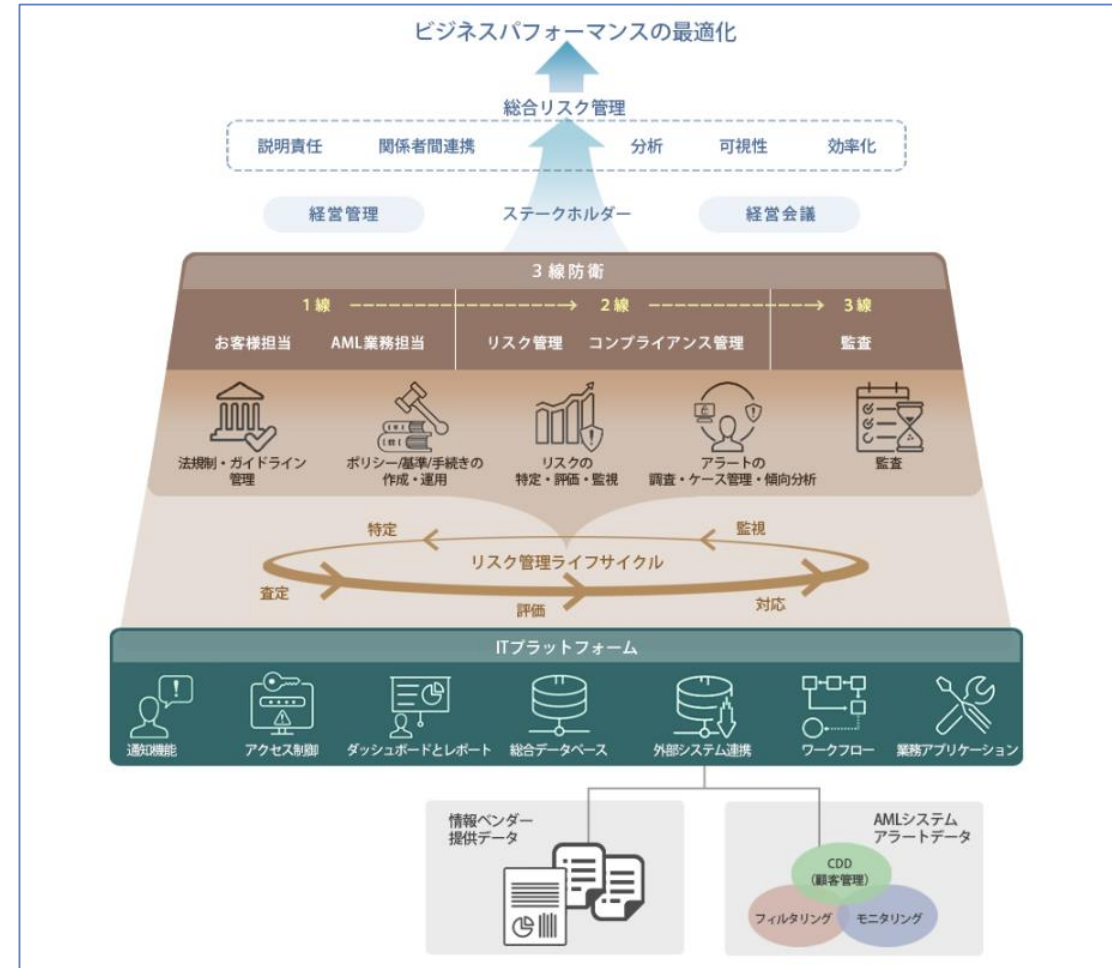 ビジネスパフォーマンスの最適化
総合リスク管理
説明責任 関係者間連携 分析 可視性 効率化
経営管理 ステークホルダー 経営会議
3線防衛
1線 2線 3線
お客様担当 AML業務担当 リスク管理 コンプライアンス管理 監査
法規制・ガイドライン
管理
ポリシー/基準/手続きの
作成・運用
リスクの
特定・評価・監視
アラートの
調査・ケース管理・傾向分析
監査
特定 監視
リスク管理ライフサイクル
査定 評価 対応
ITプラットフォーム
通知機能 アクセス制御 ダッシュボードとレポート 総合データベース 外部システム連携 ワークフロー 業務アプリケーション
情報ベンダー
提供データ
AMLシステム
アラートデータ
CDD
(顧客管理)
フィルタリング モニタリング